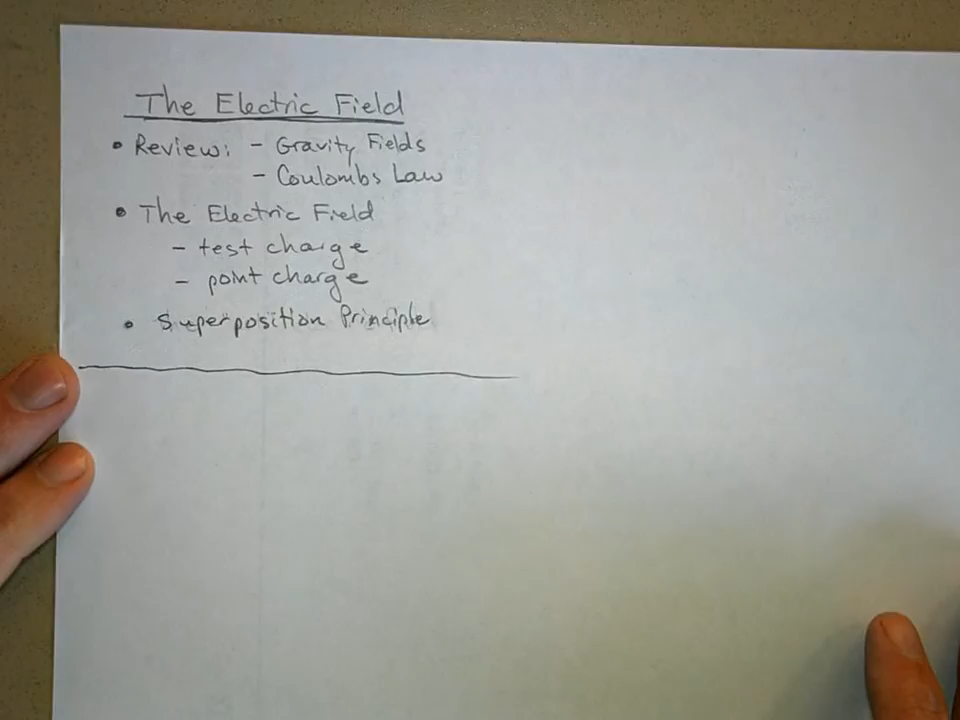 The Electric Field
• Review: - Gravity Fields
- Coulombs Law
• The Electric Field
- test charge
- point charge
• Superposition Principle